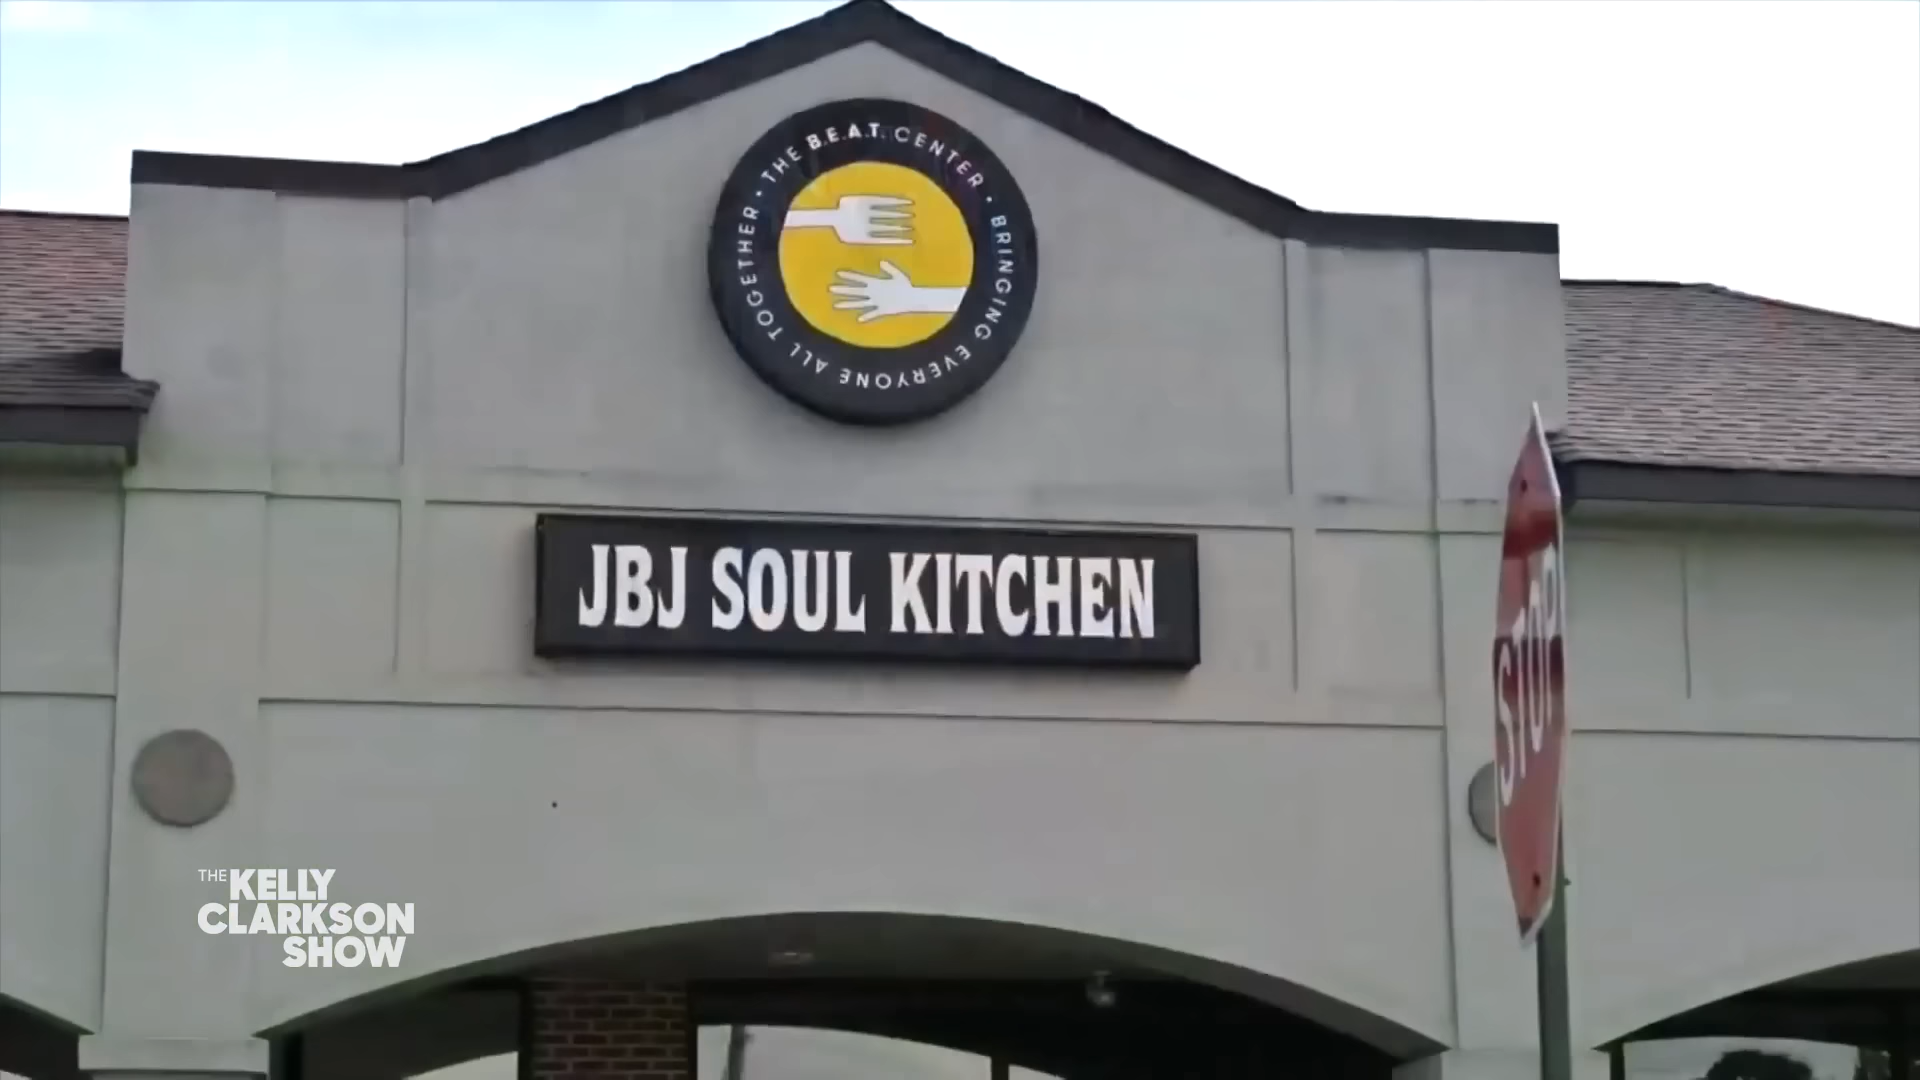 THE B.E.A.T. CENTER • BRINGING EVERYONE ALL TOGETHER •
JBJ SOUL KITCHEN
STOP
THE KELLY
CLARKSON
SHOW